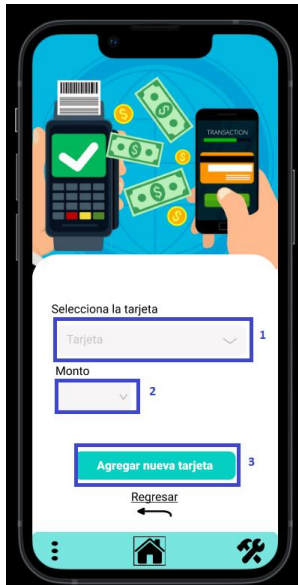 TRANSACTION
Selecciona la tarjeta
Tarjeta
1
Monto
2
Agregar nueva tarjeta
3
Regresar